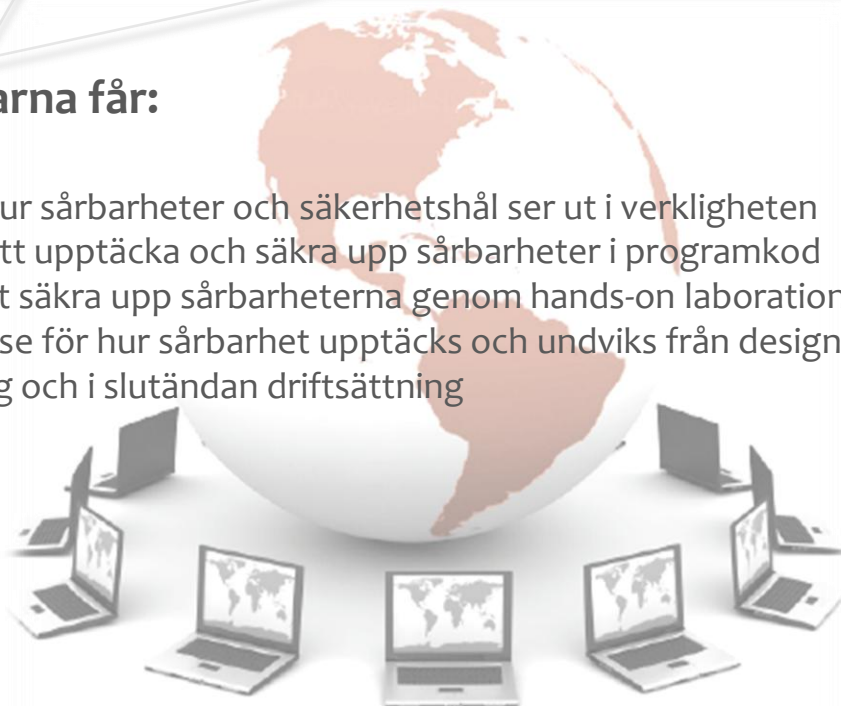 arna får:
ur sårbarheter och säkerhetshål ser ut i verkligheten
tt upptäcka och säkra upp sårbarheter i programkod
t säkra upp sårbarheterna genom hands-on laboration
se för hur sårbarhet upptäcks och undviks från design
g och i slutändan driftsättning